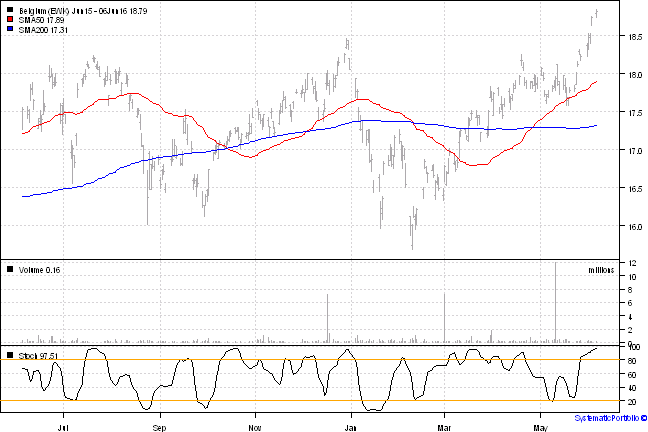 Belgium (EWK) Jun15 - 06Jun16 18.79
SMA50 17.89
SMA200 17.31
18.5
18.0
17.5
17.0
16.5
16.0
Volume 0.16
millions
12
10
8
6
4
2
0
Stoch 97.51
100
80
60
40
20
Jul Sep Nov Jan Mar May
SystematicPortfolio ©